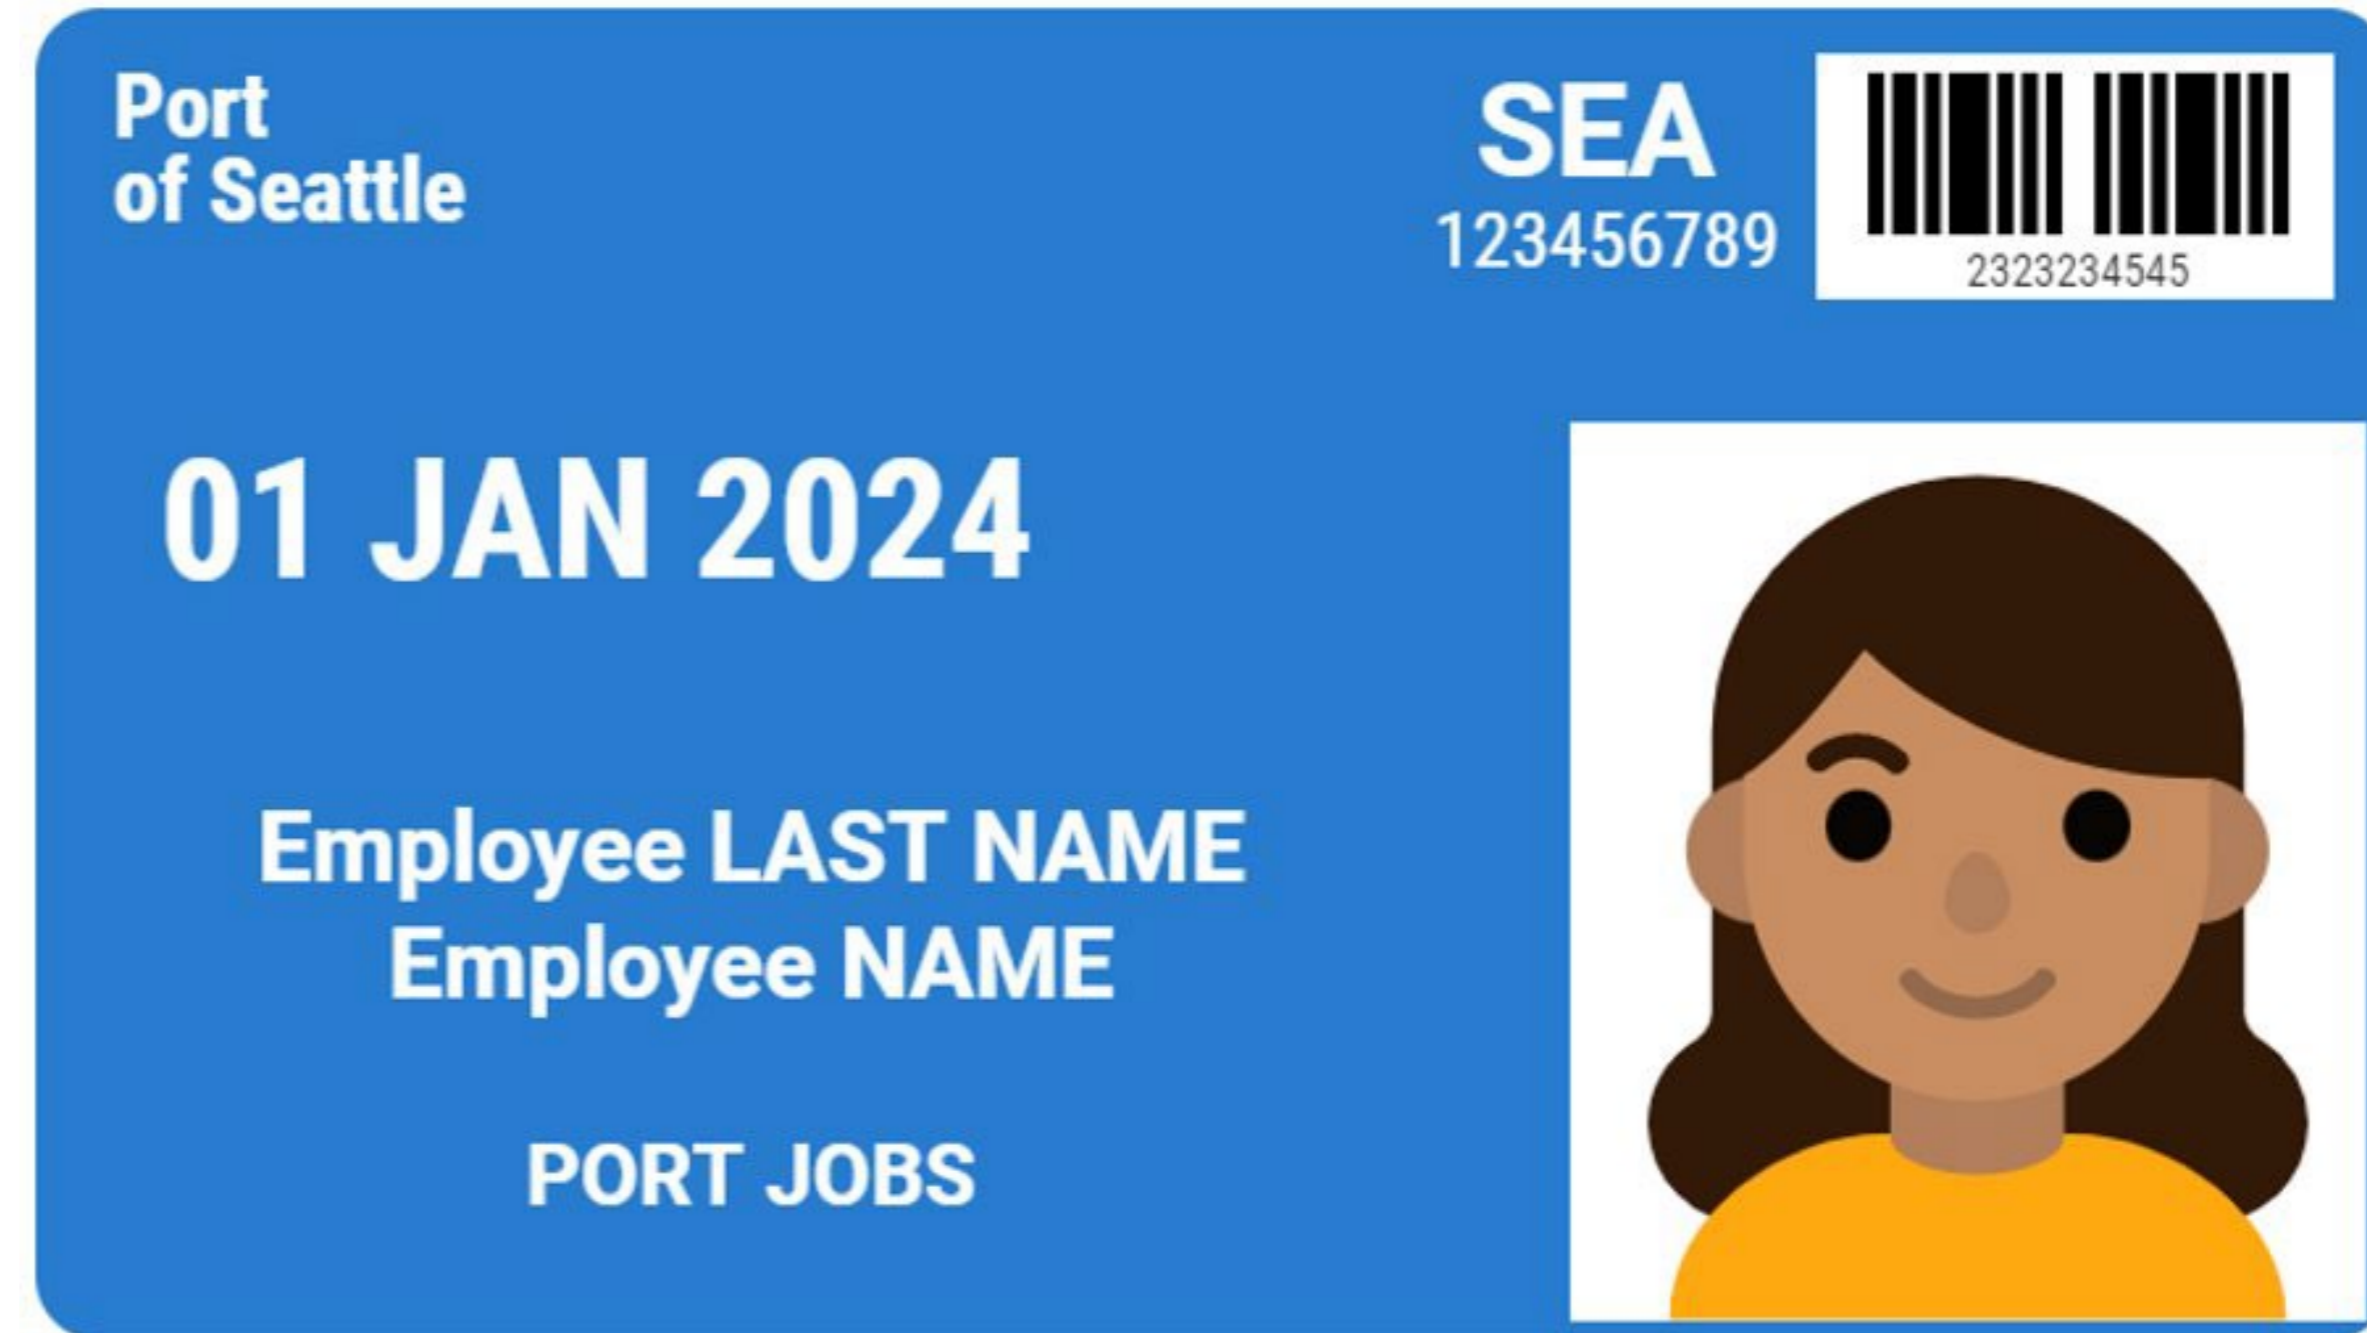 Port
of Seattle
SEA
123456789
2323234545
01 JAN 2024
Employee LAST NAME
Employee NAME
PORT JOBS